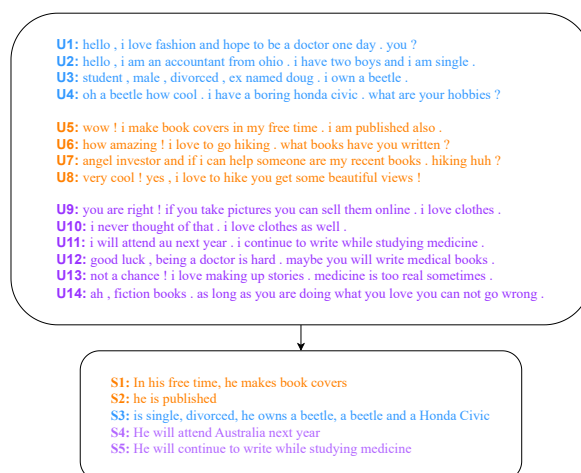 U1: hello , i love fashion and hope to be a doctor one day . you ?
U2: hello , i am an accountant from ohio . i have two boys and i am single .
U3: student , male , divorced , ex named doug . i own a beetle .
U4: oh a beetle how cool . i have a boring honda civic . what are your hobbies ?
U5: wow ! i make book covers in my free time . i am published also .
U6: how amazing ! i love to go hiking . what books have you written ?
U7: angel investor and if i can help someone are my recent books . hiking huh ?
U8: very cool ! yes , i love to hike you get some beautiful views !
U9: you are right ! if you take pictures you can sell them online . i love clothes .
U10: i never thought of that . i love clothes as well .
U11: i will attend au next year . i continue to write while studying medicine .
U12: good luck , being a doctor is hard . maybe you will write medical books .
U13: not a chance ! i love making up stories . medicine is too real sometimes .
U14: ah , fiction books . as long as you are doing what you love you can not go wrong .
S1: In his free time, he makes book covers
S2: he is published
S3: is single, divorced, he owns a beetle, a beetle and a Honda Civic
S4: He will attend Australia next year
S5: He will continue to write while studying medicine